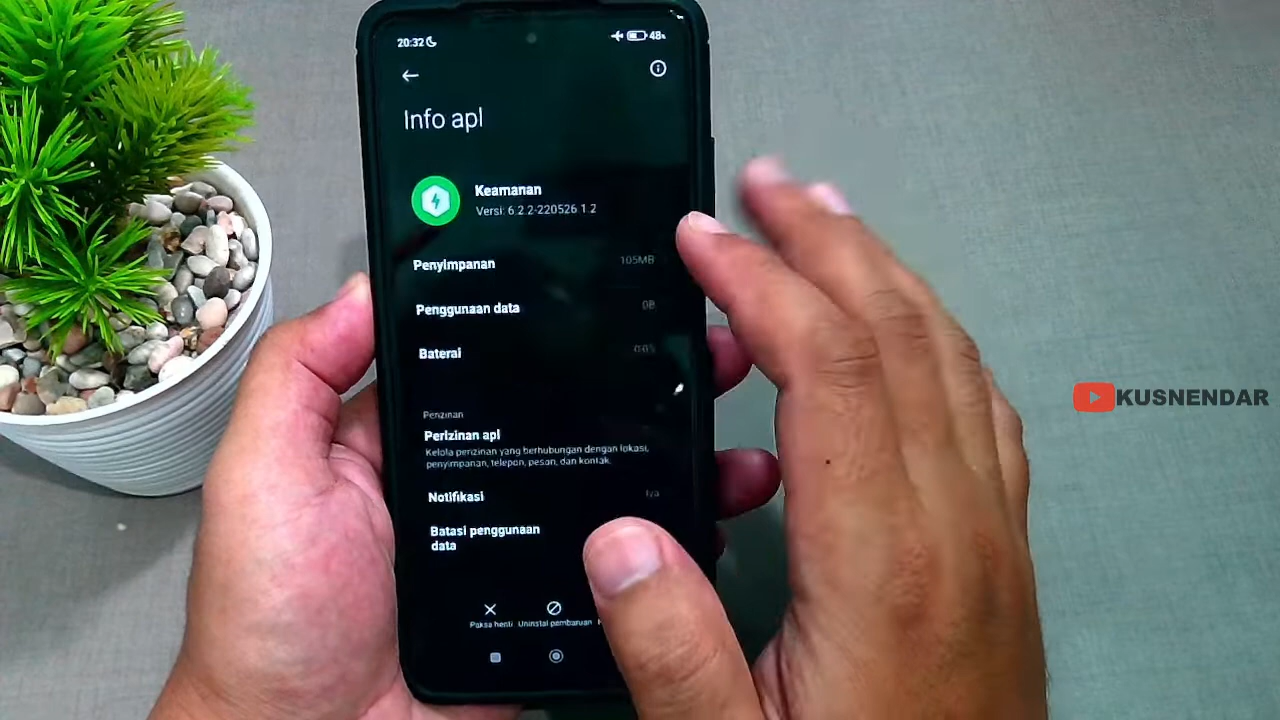 20:32
48%
Info apl
Keamanan
Versi: 6.2.2-220526.1.2
Penyimpanan 105MB
Penggunaan data 0B
Baterai
Perizinan
Perizinan apl
Kelola perizinan yang berhubungan dengan lokasi,
penyimpanan, telepon, pesan, dan kontak.
Notifikasi Ya
Batasi penggunaan
data
Paksa henti Uninstal pembaruan
KUSNENDAR